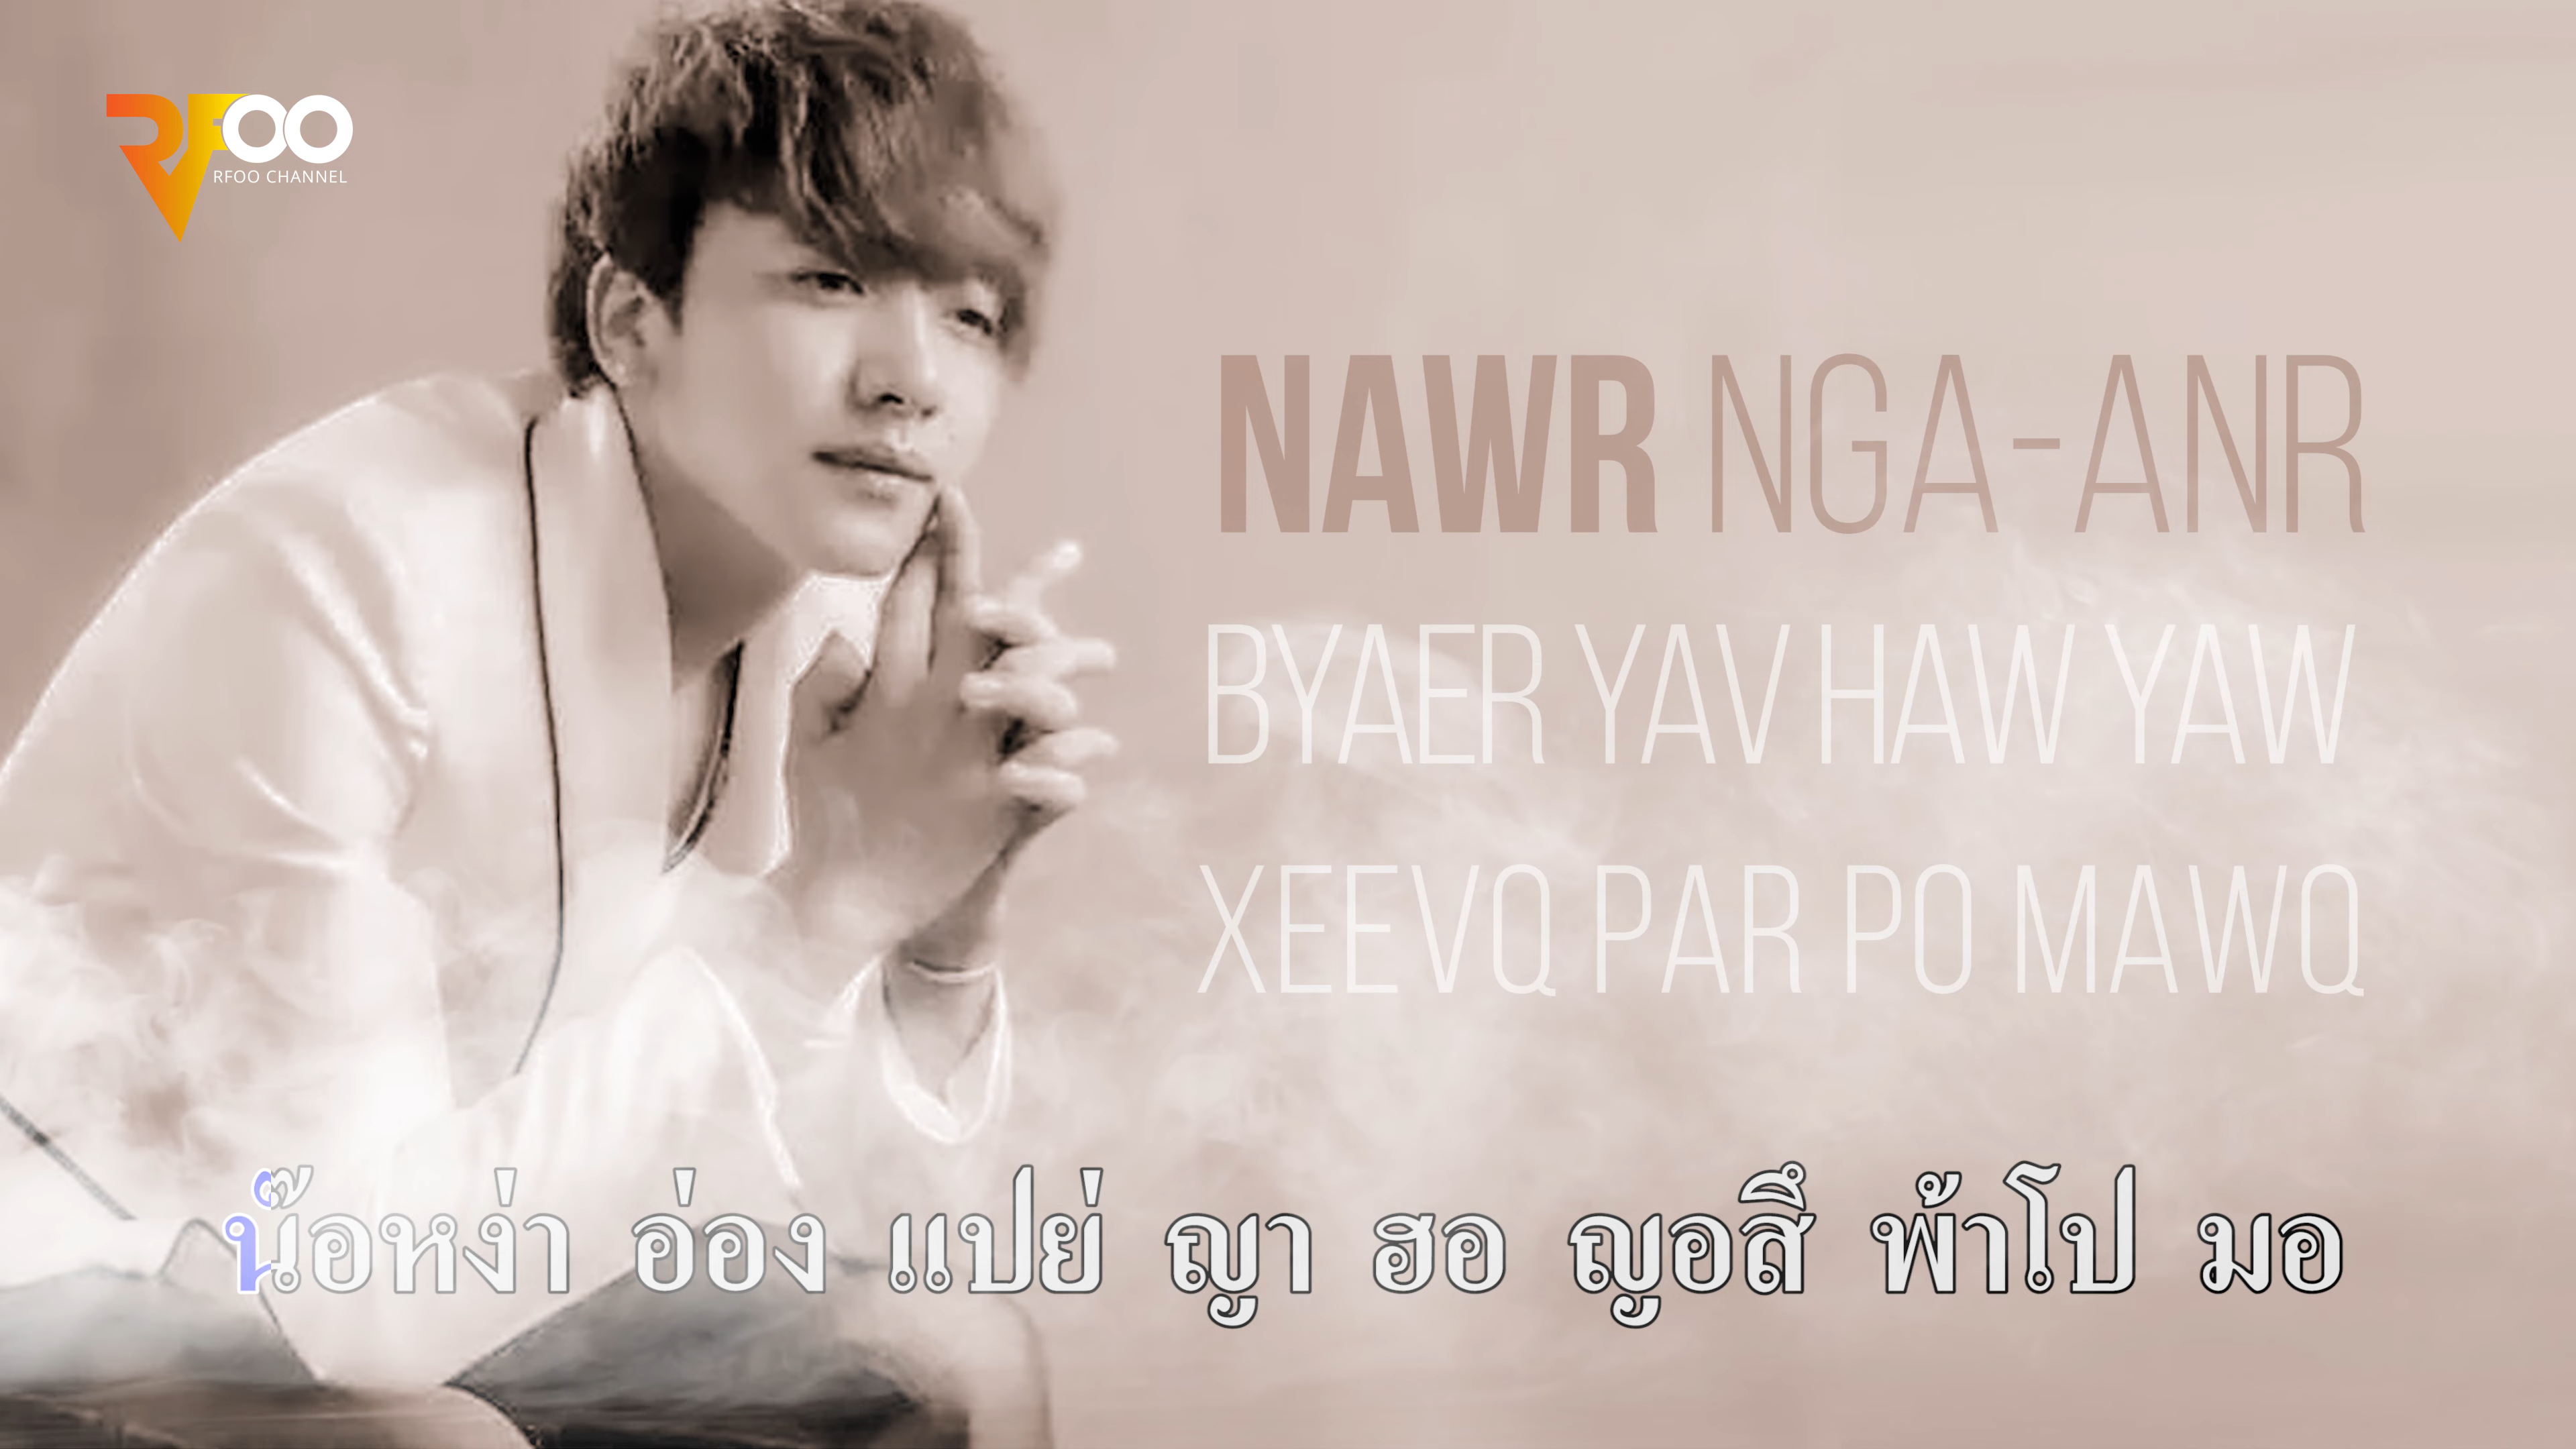 RFOO
RFOO CHANNEL
NAWR NGA-ANR
BYAER YAV HAW YAW
XEEVQ PAR PO MAWQ
น๊อหง่า อ่อง แปย่ ญา ฮอ ญอสึ พ้าโป มอ